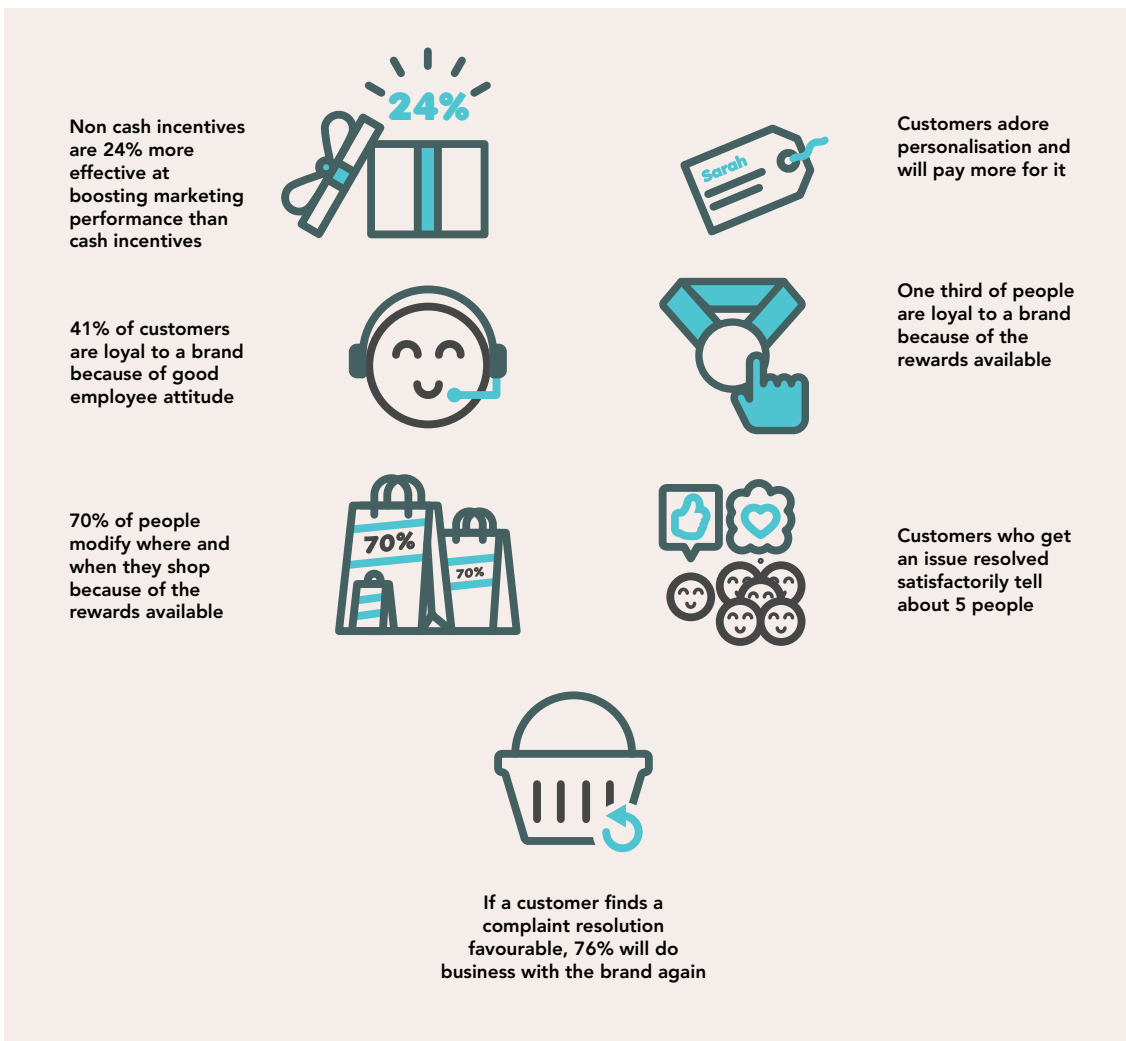 Non cash incentives
are 24% more
effective at
boosting marketing
performance than
cash incentives
24%
Sarah
Customers adore
personalisation and
will pay more for it
41% of customers
are loyal to a brand
because of good
employee attitude
One third of people
are loyal to a brand
because of the
rewards available
70% of people
modify where and
when they shop
because of the
rewards available
70%
70%
Customers who get
an issue resolved
satisfactorily tell
about 5 people
If a customer finds a
complaint resolution
favourable, 76% will do
business with the brand again